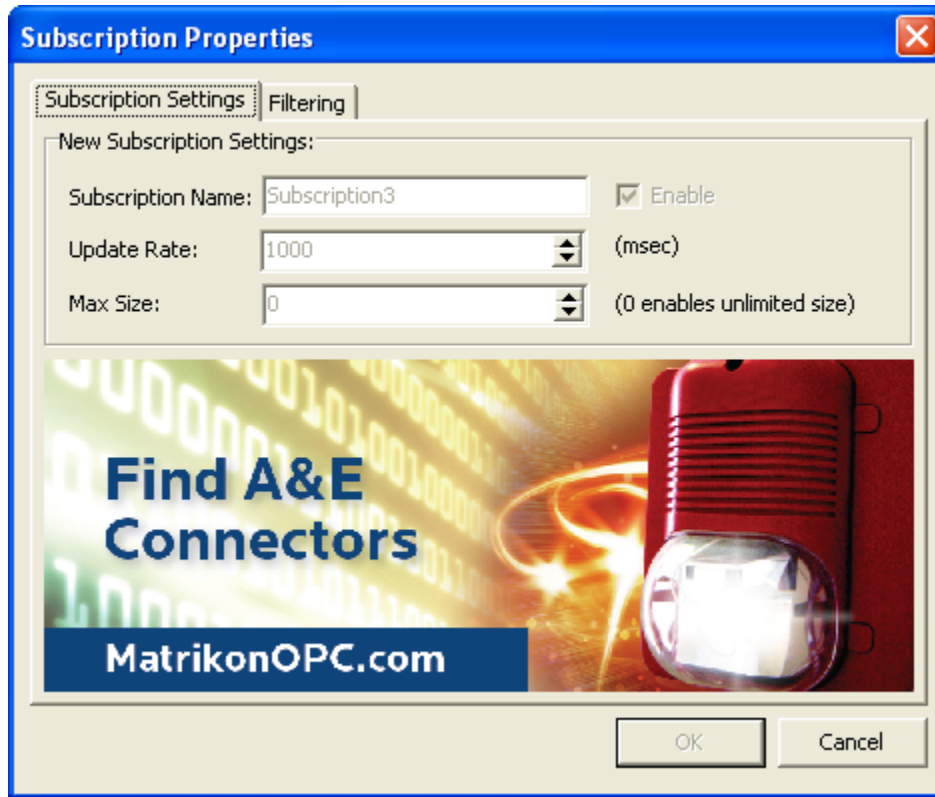 Subscription Properties
Subscription Settings Filtering
New Subscription Settings:
Subscription Name: Subscription3 Enable
Update Rate: 1000 (msec)
Max Size: 0 (0 enables unlimited size)
Find A&E
Connectors
MatrikonOPC.com
OK Cancel